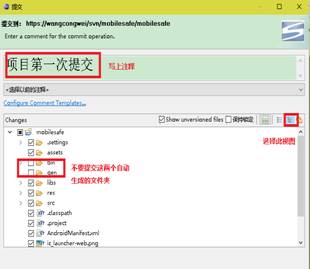 提交
提交到: https://wangcongwei/svn/mobilesafe/mobilesafe
Enter a comment for the commit operation.
项目第一次提交
写上注释
<选择以前的注释>
Configure Comment Templates...
Changes
Show unversioned files
保持锁定
选择此视图
mobilesafe
.settings
assets
bin
gen
不要提交这两个自动
生成的文件夹
libs
res
src
.classpath
.project
AndroidManifest.xml
ic_launcher-web.png